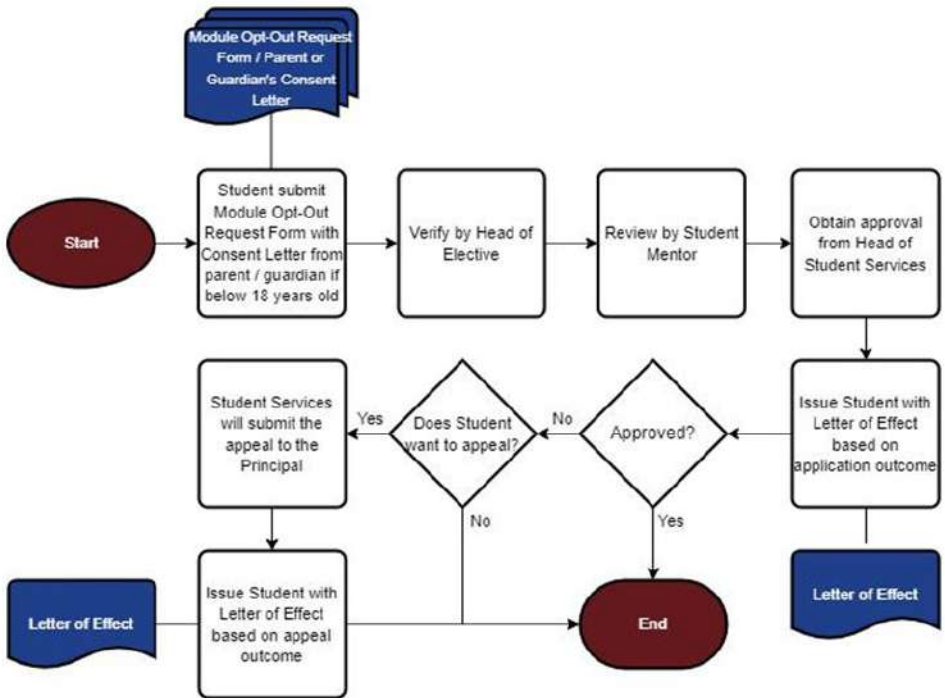 Module Opt-Out Request
Form / Parent or
Guardian's Consent
Letter
Start
Student submit
Module Opt-Out
Request Form with
Consent Letter from
parent / guardian if
below 18 years old
Verify by Head of
Elective
Review by Student
Mentor
Obtain approval
from Head of
Student Services
Student Services
will submit the
appeal to the
Principal
Yes
Does Student
want to appeal?
No
Approved?
Issue Student with
Letter of Effect
based on
application outcome
No
Yes
Letter of Effect
Issue Student with
Letter of Effect
based on appeal
outcome
End
Letter of Effect